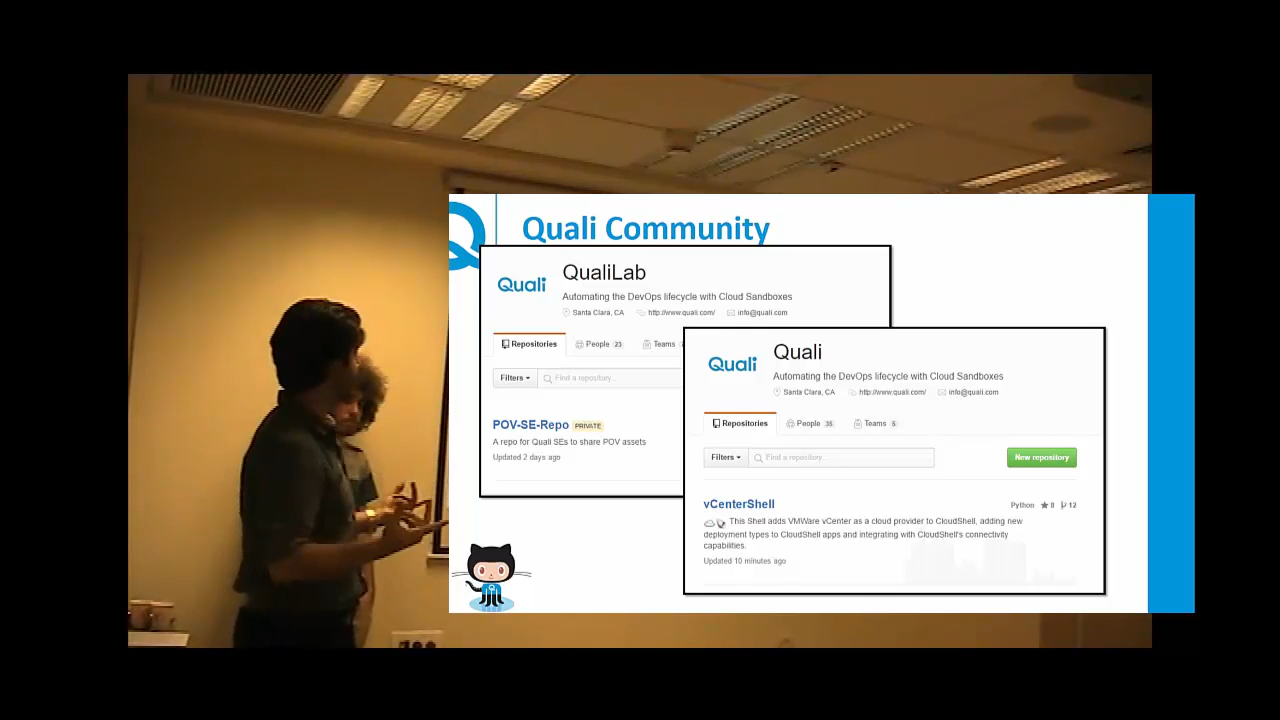 Quali Community
Quali
QualiLab
Automating the DevOps lifecycle with Cloud Sandboxes
Santa Clara, CA http://www.quali.com/ info@quali.com
Repositories People 23 Teams
Filters Find a repository...
POV-SE-Repo PRIVATE
A repo for Quali SEs to share POV assets
Updated 2 days ago
Quali
Quali
Automating the DevOps lifecycle with Cloud Sandboxes
Santa Clara, CA http://www.quali.com/ info@quali.com
Repositories People 35 Teams 5
Filters Find a repository... New repository
vCenterShell Python 8 12
This Shell adds VMWare vCenter as a cloud provider to CloudShell, adding new
deployment types to CloudShell apps and integrating with CloudShell's connectivity
capabilities.
Updated 10 minutes ago